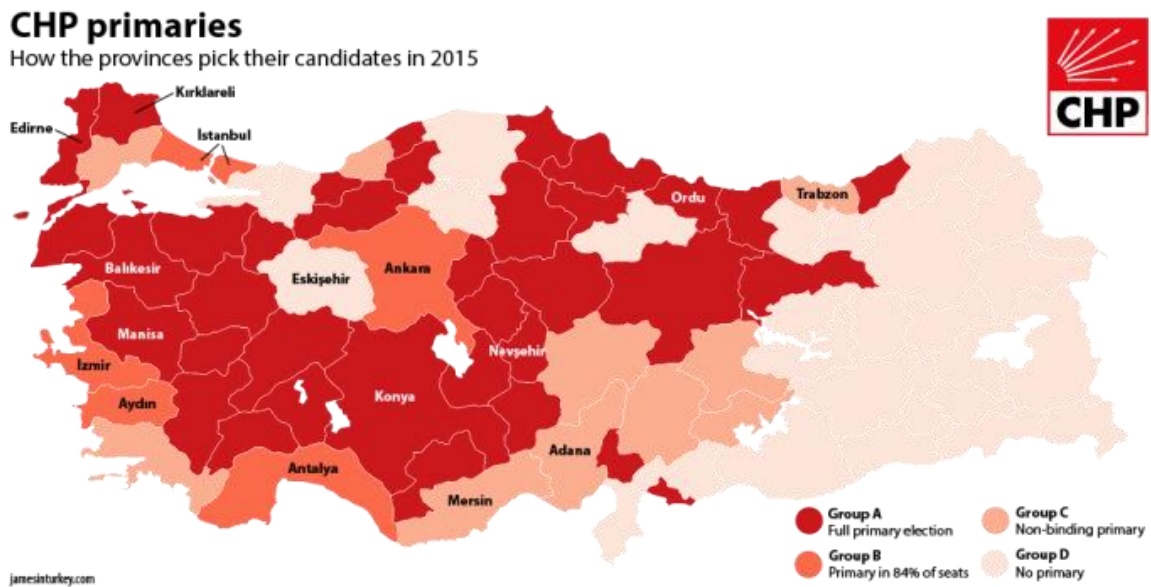 CHP primaries
How the provinces pick their candidates in 2015
CHP
Kırklareli
Edirne
Istanbul
Ordu
Trabzon
Balıkesir
Eskişehir
Ankara
Manisa
Nevşehir
İzmir
Aydın
Konya
Adana
Antalya
Mersin
Group A
Full primary election
Group B
Primary in 84% of seats
Group C
Non-binding primary
Group D
No primary
jamesinturkey.com